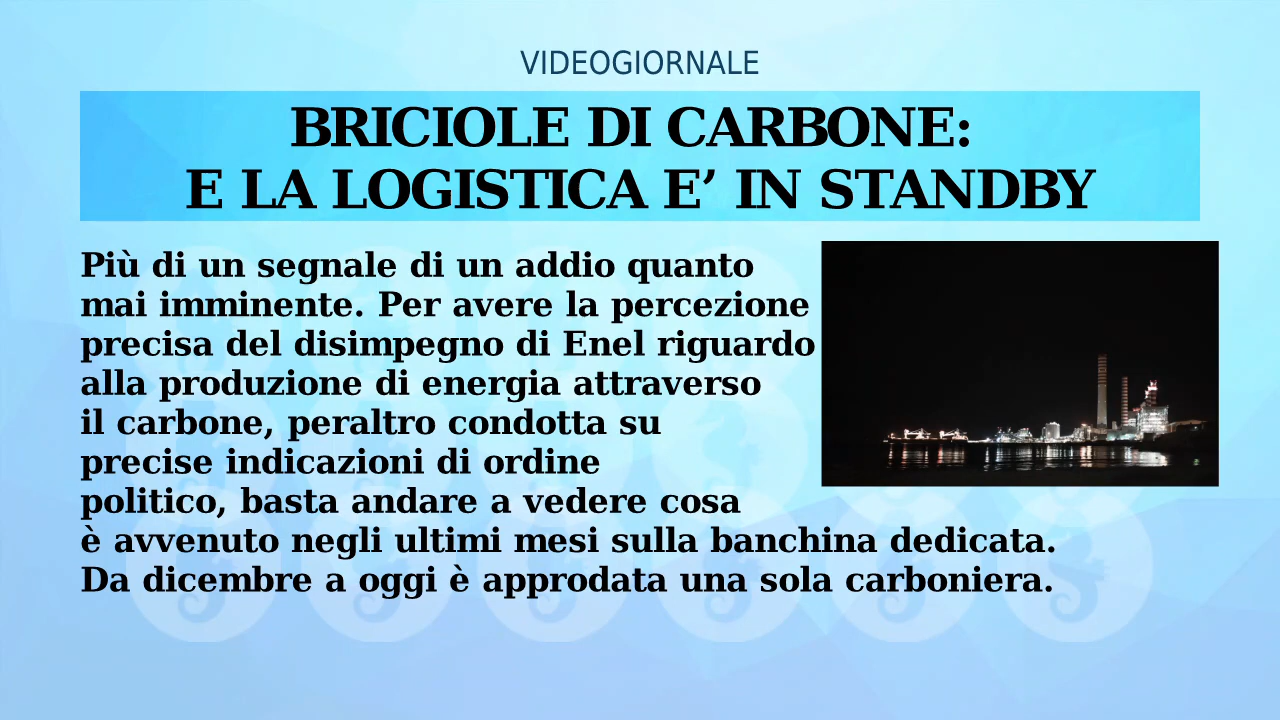 VIDEOGIORNALE
BRICIOLE DI CARBONE:
E LA LOGISTICA E’ IN STANDBY
Più di un segnale di un addio quanto
mai imminente. Per avere la percezione
precisa del disimpegno di Enel riguardo
alla produzione di energia attraverso
il carbone, peraltro condotta su
precise indicazioni di ordine
politico, basta andare a vedere cosa
è avvenuto negli ultimi mesi sulla banchina dedicata.
Da dicembre a oggi è approdata una sola carboniera.